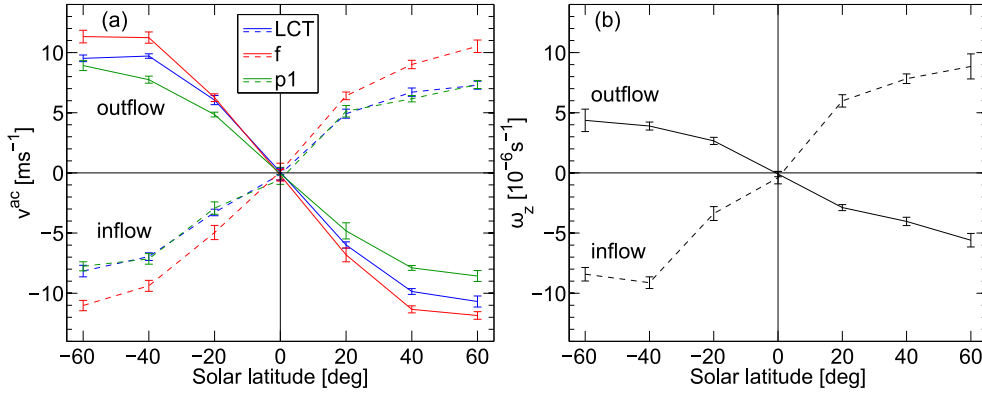 (a)
LCT
f
p1
outflow
inflow
v^ac [ms^−1]
10
5
0
−5
−10
−60 −40 −20 0 20 40 60
Solar latitude [deg]
(b)
outflow
inflow
ω_z [10^−6 s^−1]
10
5
0
−5
−10
−60 −40 −20 0 20 40 60
Solar latitude [deg]